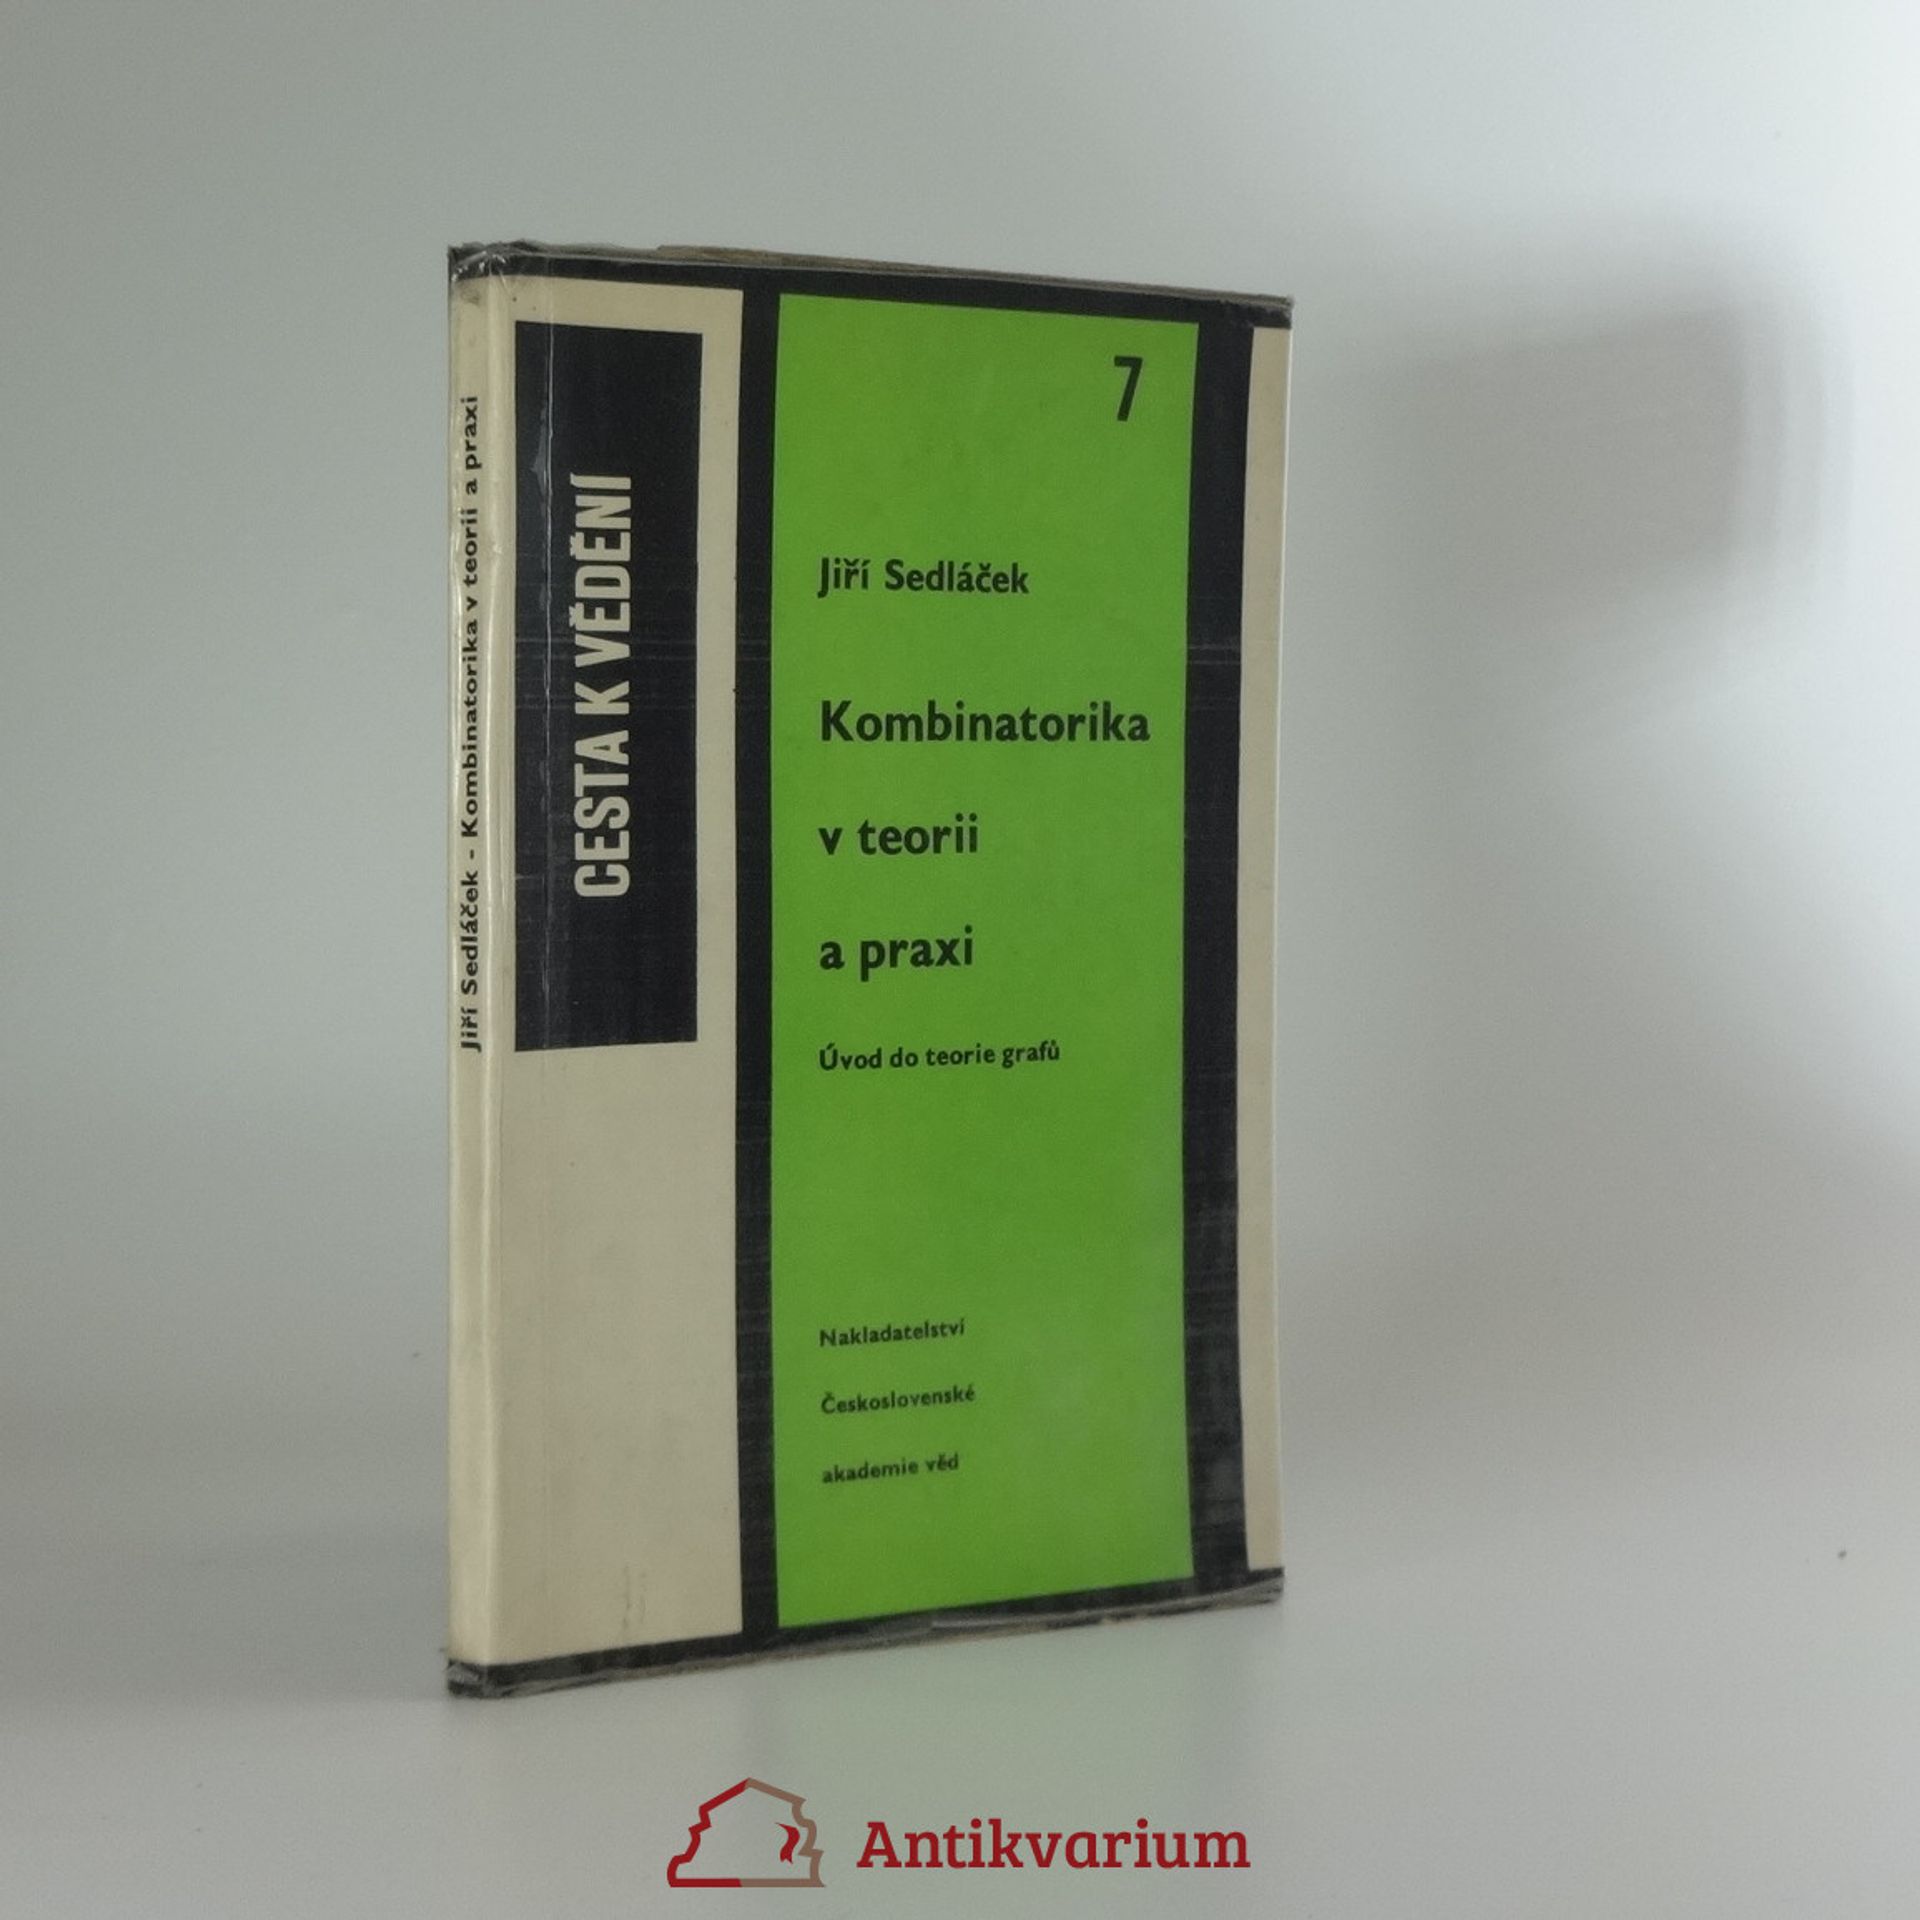 Jiří Sedláček - Kombinatorika v teorii a praxi
CESTA K VĚDĚNÍ
7
Jiří Sedláček
Kombinatorika
v teorii
a praxi
Úvod do teorie grafů
Nakladatelství
Československé
akademie věd
Antikvarium